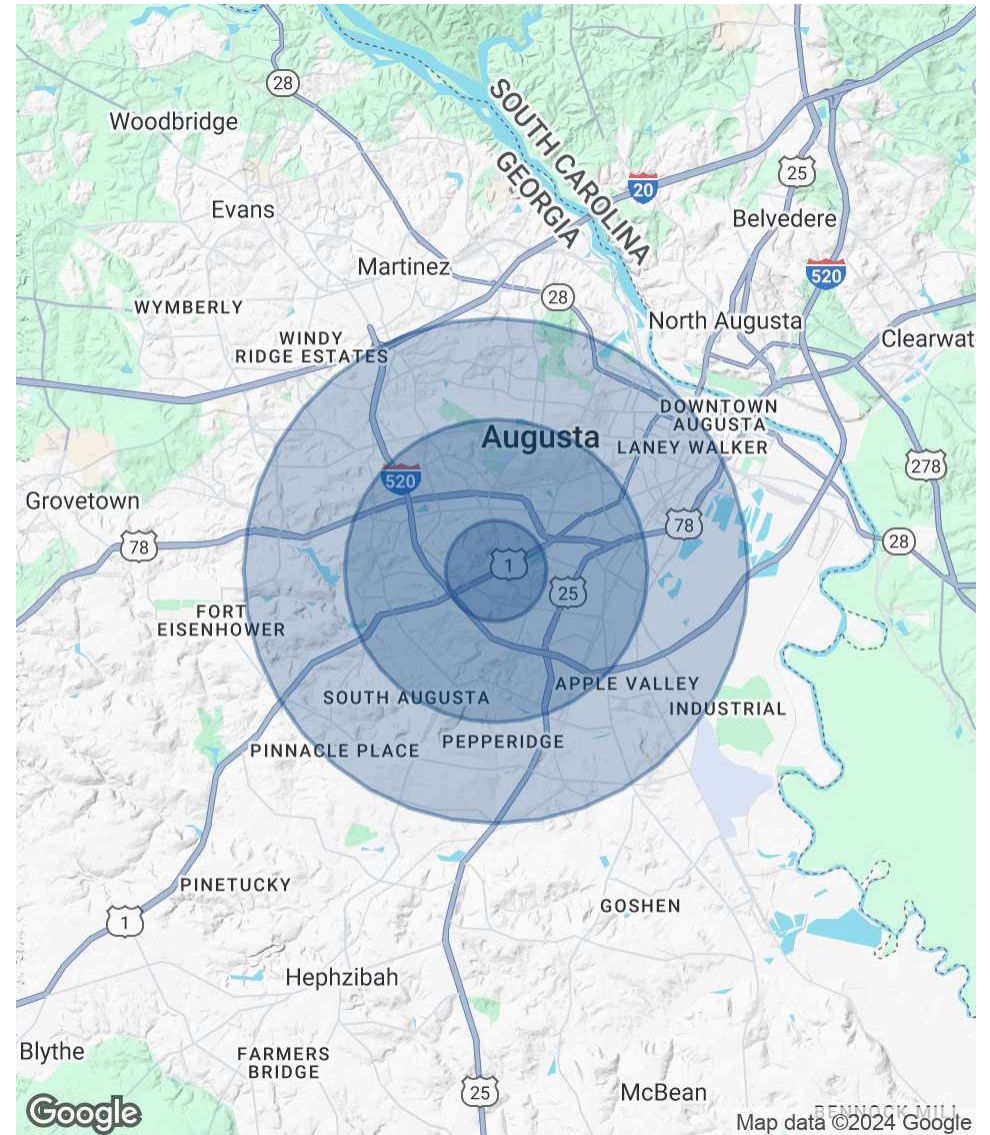 28
Woodbridge
SOUTH CAROLINA
GEORGIA
25
20
Evans
Belvedere
Martinez
520
28
WYMBERLY
North Augusta
WINDY
RIDGE ESTATES
Clearwat
DOWNTOWN
AUGUSTA
Augusta
LANEY WALKER
278
520
Grovetown
78
78
28
1
25
FORT
EISENHOWER
APPLE VALLEY
SOUTH AUGUSTA
INDUSTRIAL
PEPPERIDGE
PINNACLE PLACE
PINETUCKY
GOSHEN
1
Hephzibah
Blythe
FARMERS
BRIDGE
25
McBean
BENNOCK MILL
Google
Map data ©2024 Google